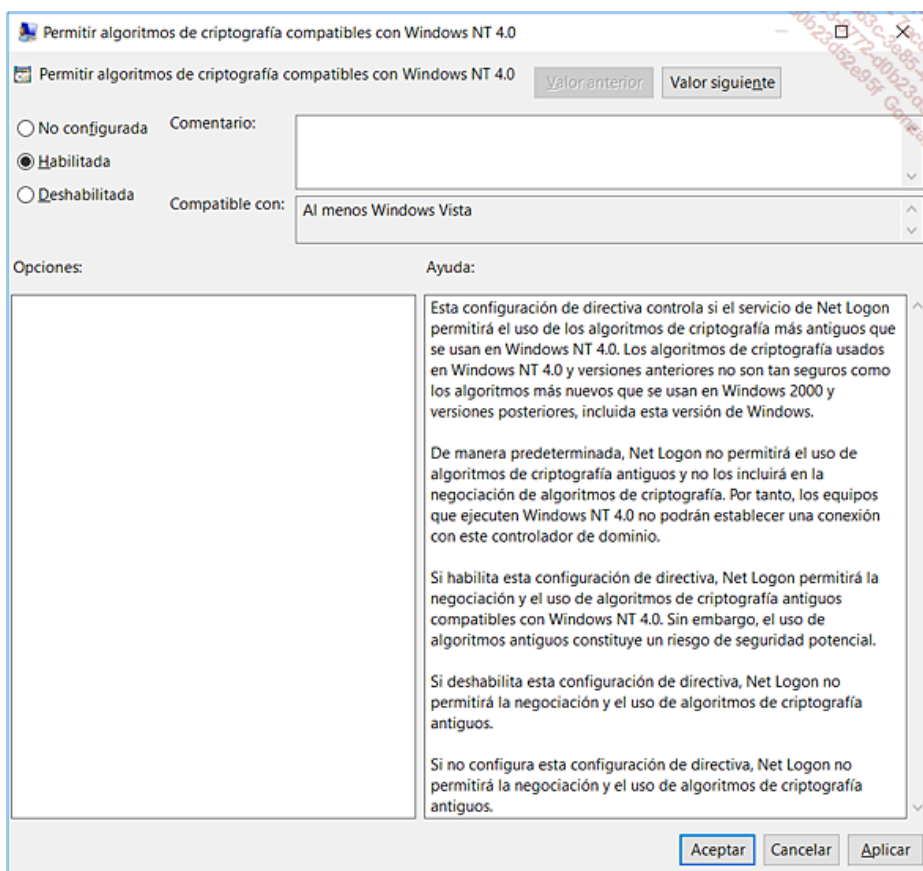 Permitir algoritmos de criptografía compatibles con Windows NT 4.0
Permitir algoritmos de criptografía compatibles con Windows NT 4.0
Valor anterior
Valor siguiente
No configurada
Comentario:
Habilitada
Deshabilitada
Compatible con:
Al menos Windows Vista
Opciones:
Ayuda:
Esta configuración de directiva controla si el servicio de Net Logon
permitirá el uso de los algoritmos de criptografía más antiguos que
se usan en Windows NT 4.0. Los algoritmos de criptografía usados
en Windows NT 4.0 y versiones anteriores no son tan seguros como
los algoritmos más nuevos que se usan en Windows 2000 y
versiones posteriores, incluida esta versión de Windows.
De manera predeterminada, Net Logon no permitirá el uso de
algoritmos de criptografía antiguos y no los incluirá en la
negociación de algoritmos de criptografía. Por tanto, los equipos
que ejecuten Windows NT 4.0 no podrán establecer una conexión
con este controlador de dominio.
Si habilita esta configuración de directiva, Net Logon permitirá la
negociación y el uso de algoritmos de criptografía antiguos
compatibles con Windows NT 4.0. Sin embargo, el uso de
algoritmos antiguos constituye un riesgo de seguridad potencial.
Si deshabilita esta configuración de directiva, Net Logon no
permitirá la negociación y el uso de algoritmos de criptografía
antiguos.
Si no configura esta configuración de directiva, Net Logon no
permitirá la negociación y el uso de algoritmos de criptografía
antiguos.
Aceptar
Cancelar
Aplicar